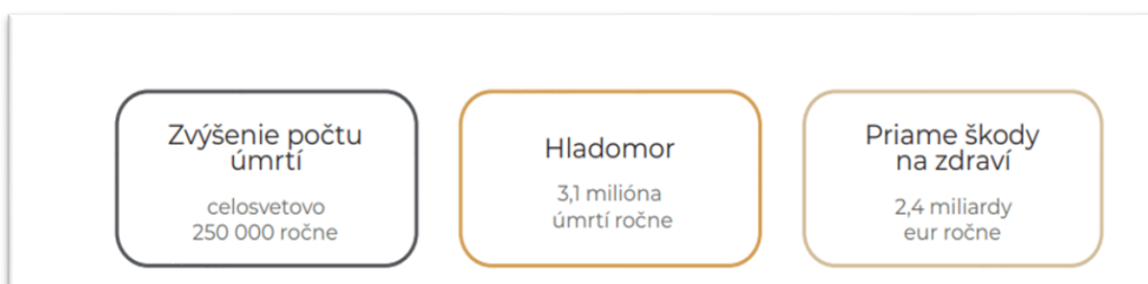 Zvýšenie počtu
úmrtí
celosvetovo
250 000 ročne
Hladomor
3,1 milióna
úmrtí ročne
Priame škody
na zdraví
2,4 miliardy
eur ročne